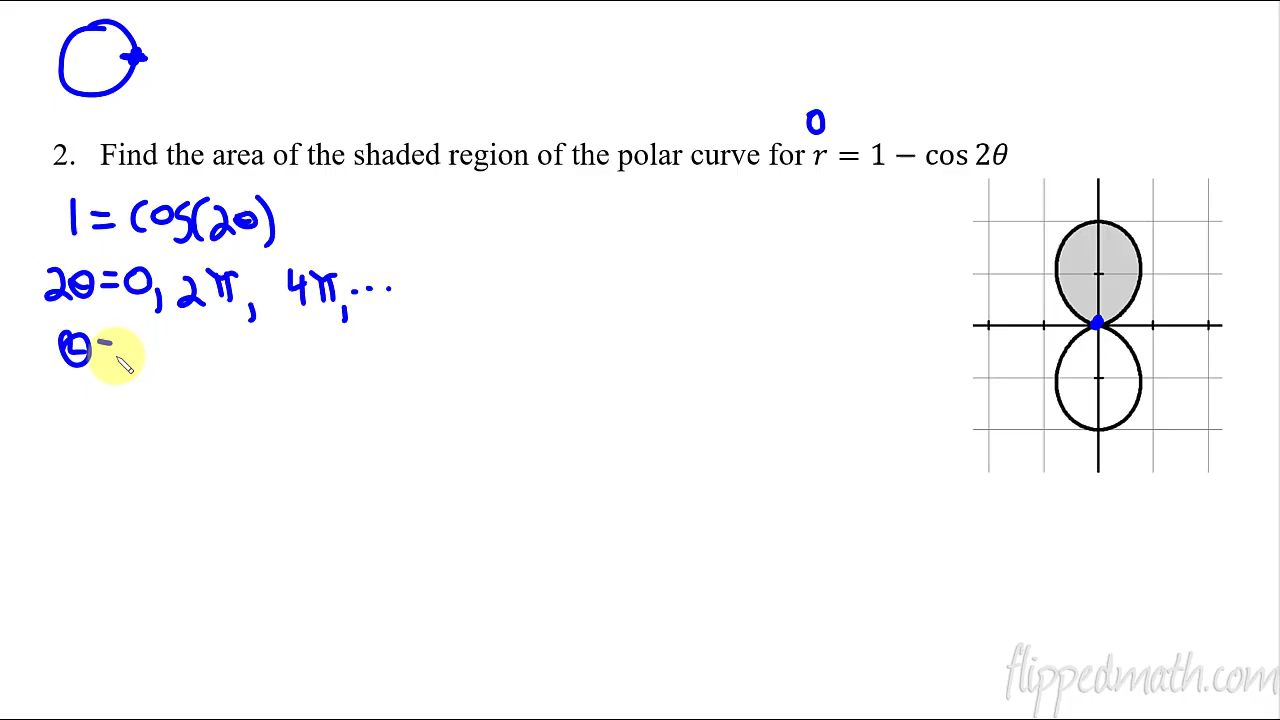 0
2. Find the area of the shaded region of the polar curve for r = 1 − cos 2θ
1 = cos(2θ)
2θ = 0, 2π, 4π, ...
θ =
flippedmath.com